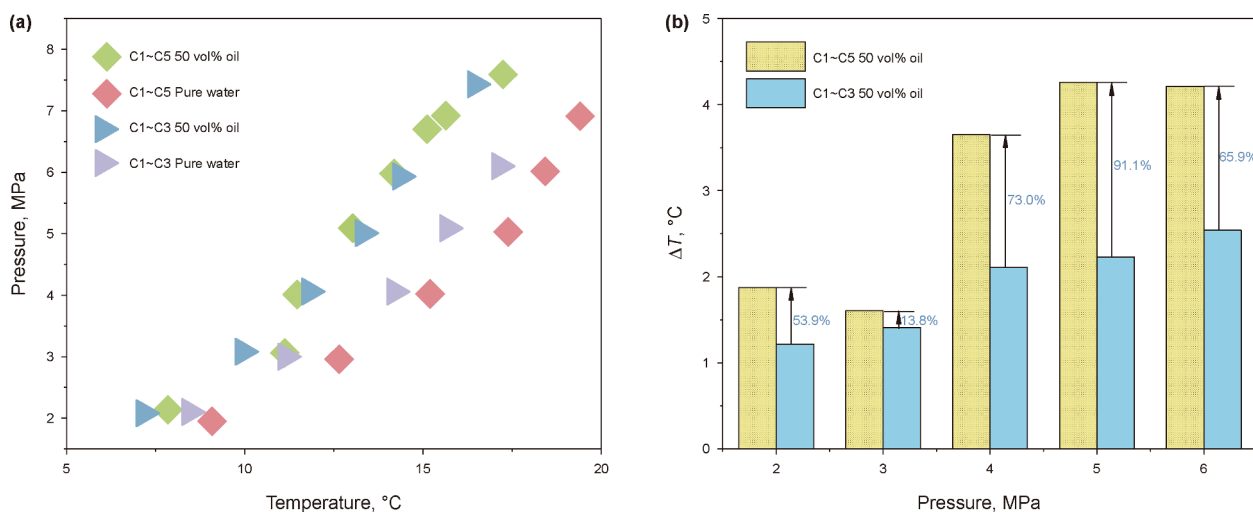 (a)
8
7
6
5
4
3
2
Pressure, MPa
C1~C5 50 vol% oil
C1~C5 Pure water
C1~C3 50 vol% oil
C1~C3 Pure water
5
10
15
20
Temperature, °C
(b)
5
4
3
2
1
0
ΔT, °C
C1~C5 50 vol% oil
C1~C3 50 vol% oil
53.9%
13.8%
73.0%
91.1%
65.9%
2
3
4
5
6
Pressure, MPa